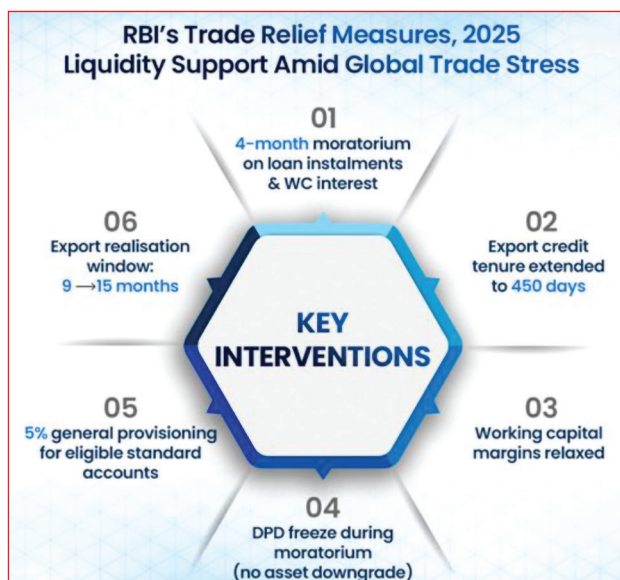 RBI's Trade Relief Measures, 2025
Liquidity Support Amid Global Trade Stress
01
4-month moratorium
on loan instalments
& WC interest
02
Export credit
tenure extended
to 450 days
03
Working capital
margins relaxed
04
DPD freeze during
moratorium
(no asset downgrade)
05
5% general provisioning
for eligible standard
accounts
06
Export realisation
window:
9 → 15 months
KEY
INTERVENTIONS